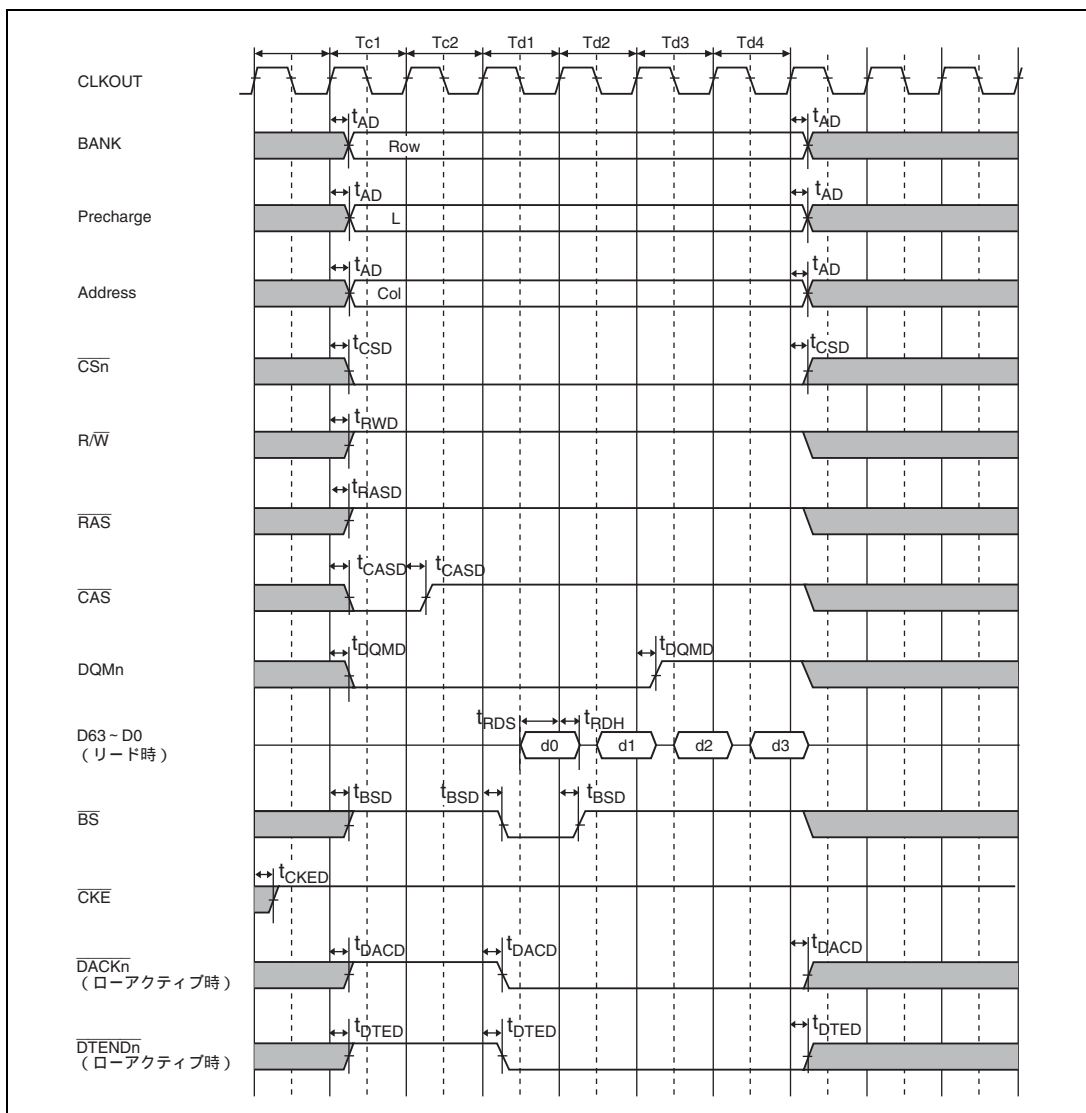 Tc1 Tc2 Td1 Td2 Td3 Td4
CLKOUT
tAD tAD
BANK Row
tAD tAD
Precharge L
tAD tAD
Address Col
tCSD tCSD
CSn
tRWD
R/W
tRASD
RAS
tCASD tCASD
CAS
tDQMD tDQMD
DQMn
tRDS tRDH
D63~D0 d0 d1 d2 d3
(リード時)
tBSD tBSD tBSD
BS
tCKED
CKE
tDACD tDACD tDACD
DACKn
(ローアクティブ時)
tDTED tDTED tDTED
DTENDn
(ローアクティブ時)